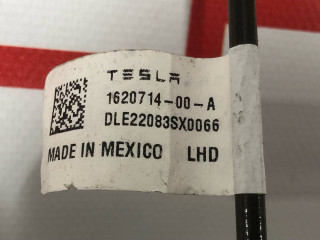 TESLA
1620714-00-A
DLE22083SX0066
MADE IN MEXICO LHD